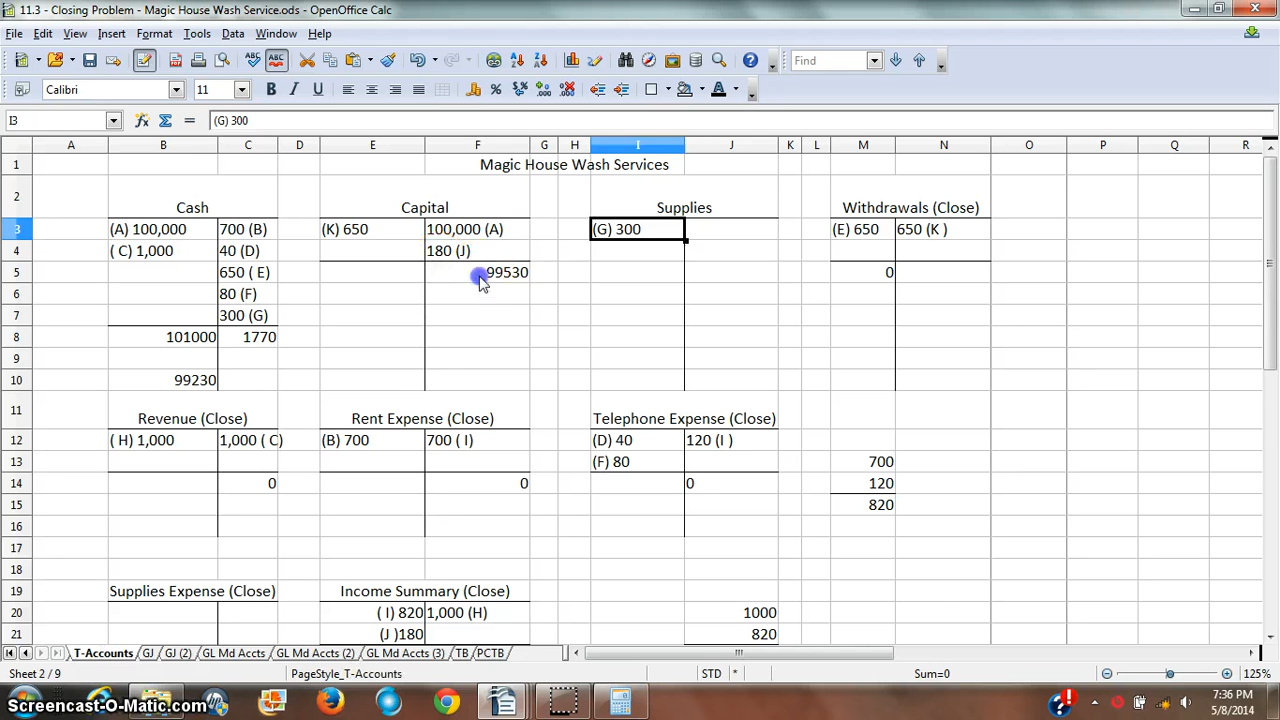 11.3 - Closing Problem - Magic House Wash Service.ods - OpenOffice Calc
File Edit View Insert Format Tools Data Window Help
Find
Calibri 11
I3 (G) 300
A B C D E F G H I J K L M N O P Q R
1 Magic House Wash Services
2 Cash Capital Supplies Withdrawals (Close)
3 (A) 100,000 700 (B) (K) 650 100,000 (A) (G) 300 (E) 650 650 (K )
4 ( C) 1,000 40 (D) 180 (J)
5 650 ( E) 99530 0
6 80 (F)
7 300 (G)
8 101000 1770
9
10 99230
11 Revenue (Close) Rent Expense (Close) Telephone Expense (Close)
12 ( H) 1,000 1,000 ( C) (B) 700 700 ( I) (D) 40 120 (I )
13 (F) 80 700
14 0 0 0 120
15 820
16
17
18
19 Supplies Expense (Close) Income Summary (Close)
20 ( I) 820 1,000 (H) 1000
21 (J )180 820
T-Accounts GJ GJ (2) GL Md Accts GL Md Accts (2) GL Md Accts (3) TB PCTB
Sheet 2 / 9 PageStyle_T-Accounts STD * Sum=0 125%
Screencast-O-Matic.com
7:36 PM
5/8/2014